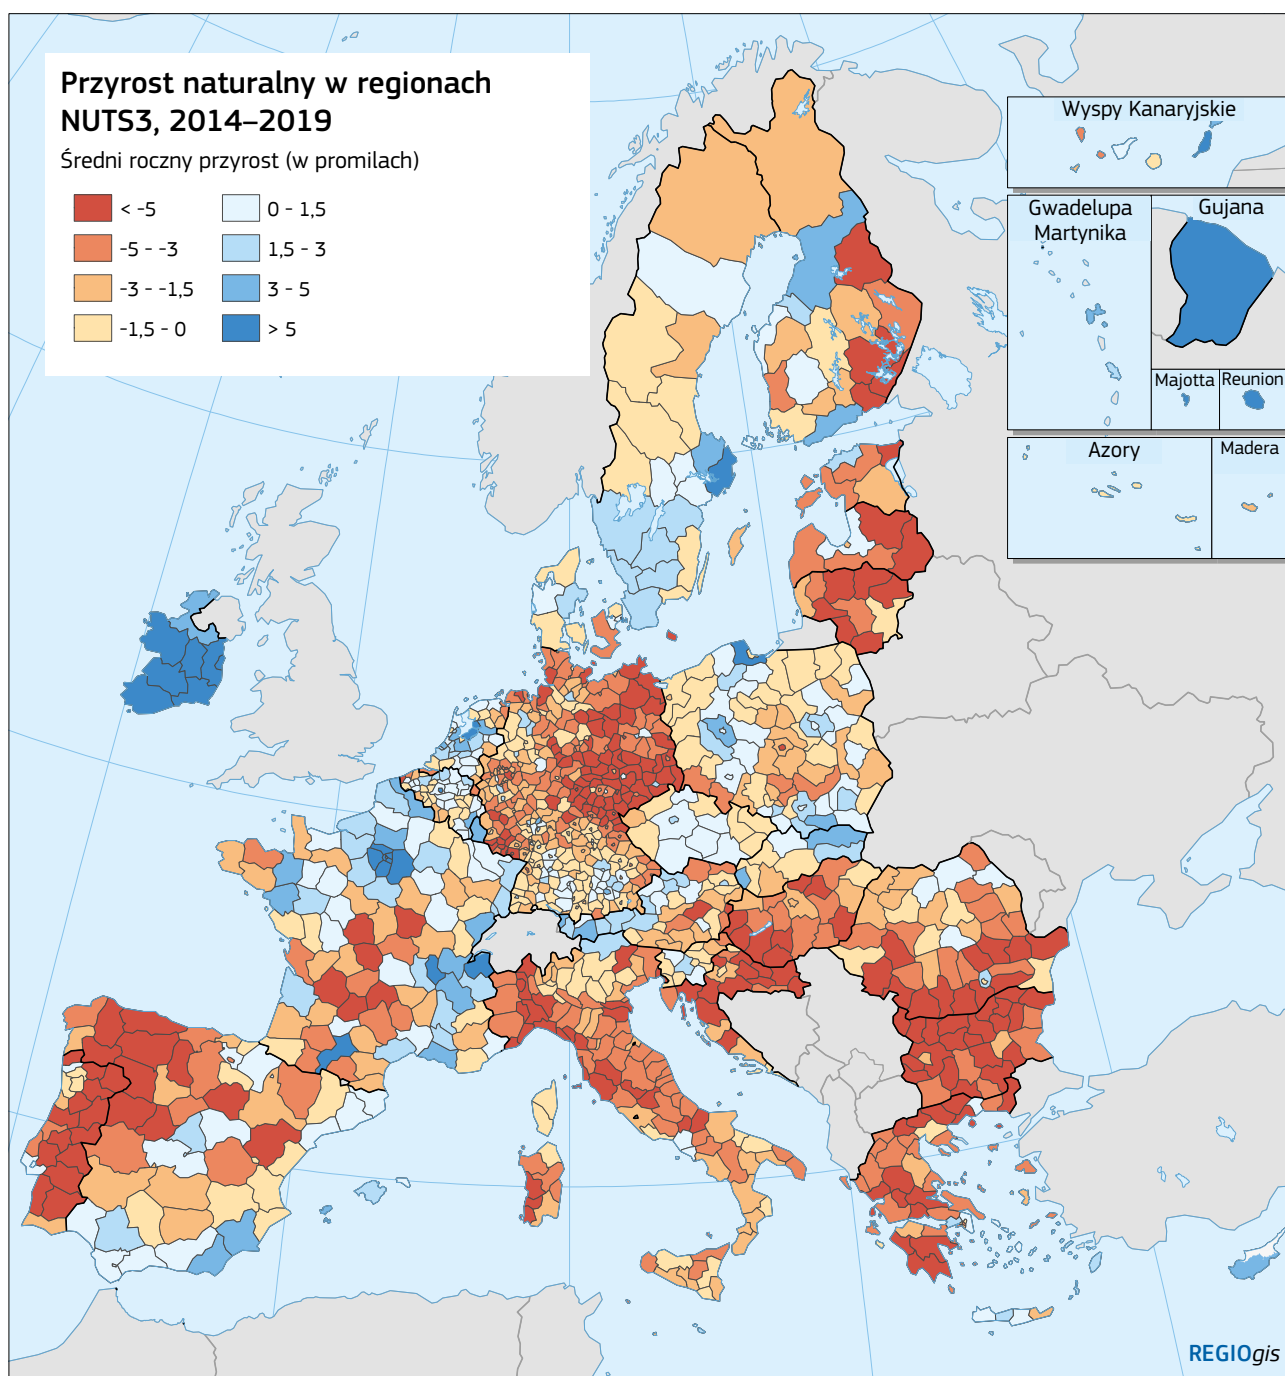 Przyrost naturalny w regionach
NUTS3, 2014–2019
Średni roczny przyrost (w promilach)
< -5
-5 - -3
-3 - -1,5
-1,5 - 0
0 - 1,5
1,5 - 3
3 - 5
> 5
Wyspy Kanaryjskie
Gwadelupa
Martynika
Gujana
Majotta
Reunion
Azory
Madera
REGIOgis